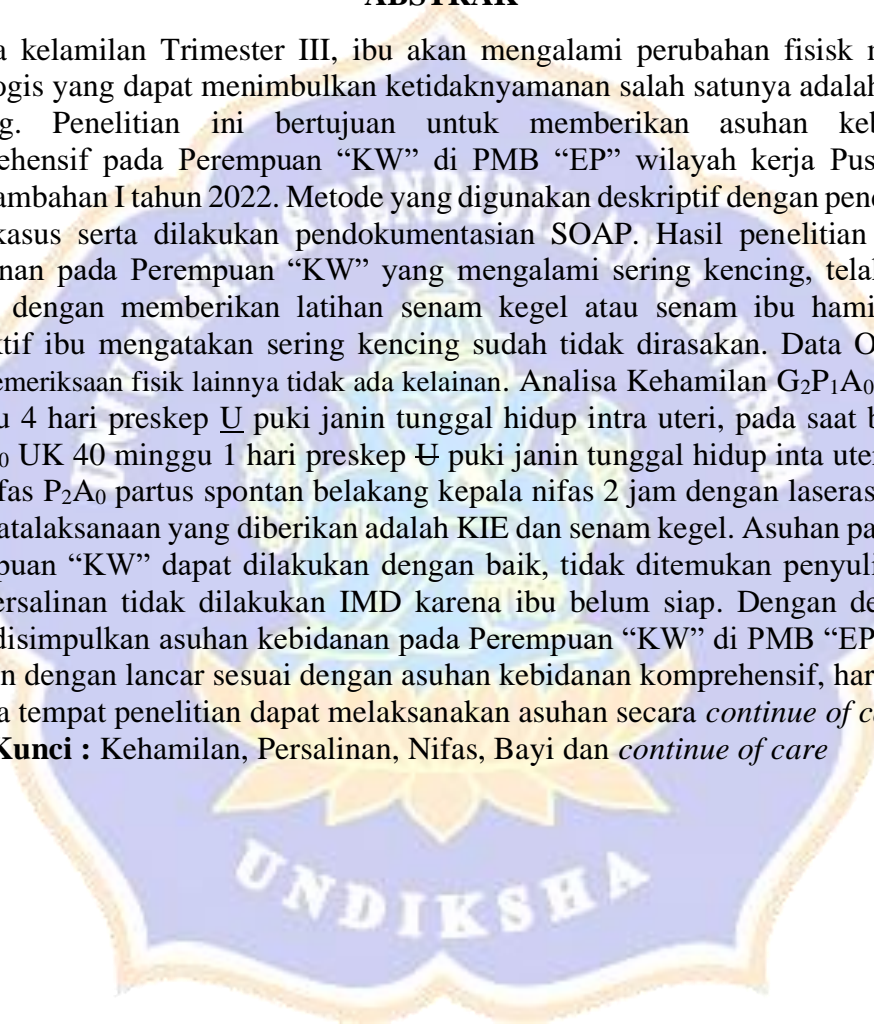 ABSTRAK
a kelamilan Trimester III, ibu akan mengalami perubahan fisisk
ogis yang dapat menimbulkan ketidaknyamanan salah satunya adalah
g. Penelitian ini bertujuan untuk memberikan asuhan keb
ehensif pada Perempuan “KW” di PMB “EP” wilayah kerja Pus
ambahan I tahun 2022. Metode yang digunakan deskriptif dengan pen
kasus serta dilakukan pendokumentasian SOAP. Hasil penelitian
nan pada Perempuan “KW” yang mengalami sering kencing, tela
dengan memberikan latihan senam kegel atau senam ibu hami
tif ibu mengatakan sering kencing sudah tidak dirasakan. Data O
emeriksaan fisik lainnya tidak ada kelainan. Analisa Kehamilan G₂P₁A₀
u 4 hari preskep U puki janin tunggal hidup intra uteri, pada saat b
₀ UK 40 minggu 1 hari preskep U puki janin tunggal hidup inta ute
fas P₂A₀ partus spontan belakang kepala nifas 2 jam dengan laseras
atalaksanaan yang diberikan adalah KIE dan senam kegel. Asuhan pa
puan “KW” dapat dilakukan dengan baik, tidak ditemukan penyuli
ersalinan tidak dilakukan IMD karena ibu belum siap. Dengan de
disimpulkan asuhan kebidanan pada Perempuan “KW” di PMB “EP
n dengan lancar sesuai dengan asuhan kebidanan komprehensif, har
a tempat penelitian dapat melaksanakan asuhan secara continue of c
Kunci : Kehamilan, Persalinan, Nifas, Bayi dan continue of care
UNIVERSITAS PENDIDIKAN GANESHA
UNDIKSHA